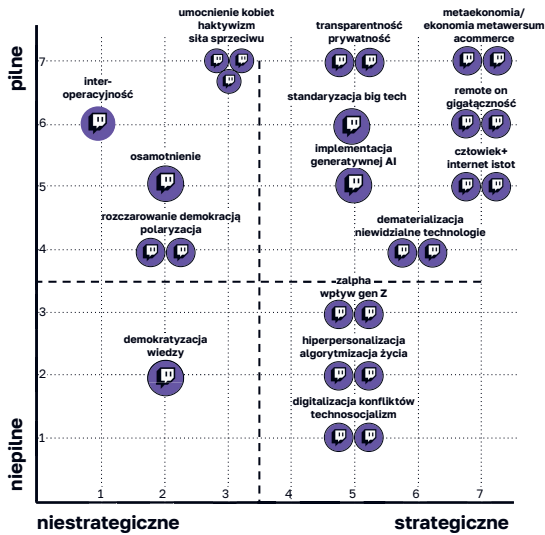 umocnienie kobiet
haktywizm
siła sprzeciwu
transparentność
prywatność
metaekonomia/
ekonomia metawersum
acommerce
pilne
7
inter-
operacyjność
standaryzacja big tech
remote on
gigałączność
6
osamotnienie
implementacja
generatywnej AI
człowiek+
internet istot
5
rozczarowanie demokracją
polaryzacja
dematerializacja
niewidzialne technologie
4
zalpha
wpływ gen Z
3
demokratyzacja
wiedzy
hiperpersonalizacja
algorytmizacja życia
2
digitalizacja konfliktów
technosocjalizm
1
niepilne
1 2 3 4 5 6 7
niestrategiczne
strategiczne